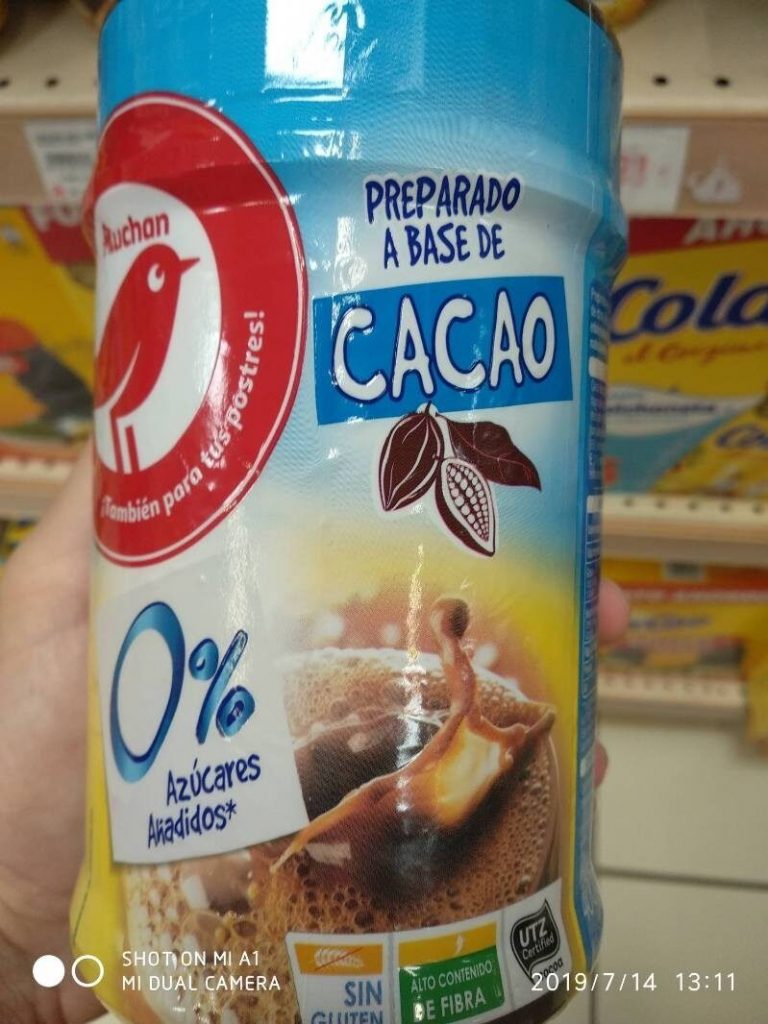 Auchan
¡También para tus postres!
PREPARADO
A BASE DE
CACAO
0%
Azúcares
Añadidos*
SIN
GLUTEN
ALTO CONTENIDO
DE FIBRA
UTZ
Certified
Cola
SHOT ON MI A1
MI DUAL CAMERA
2019/7/14 13:11